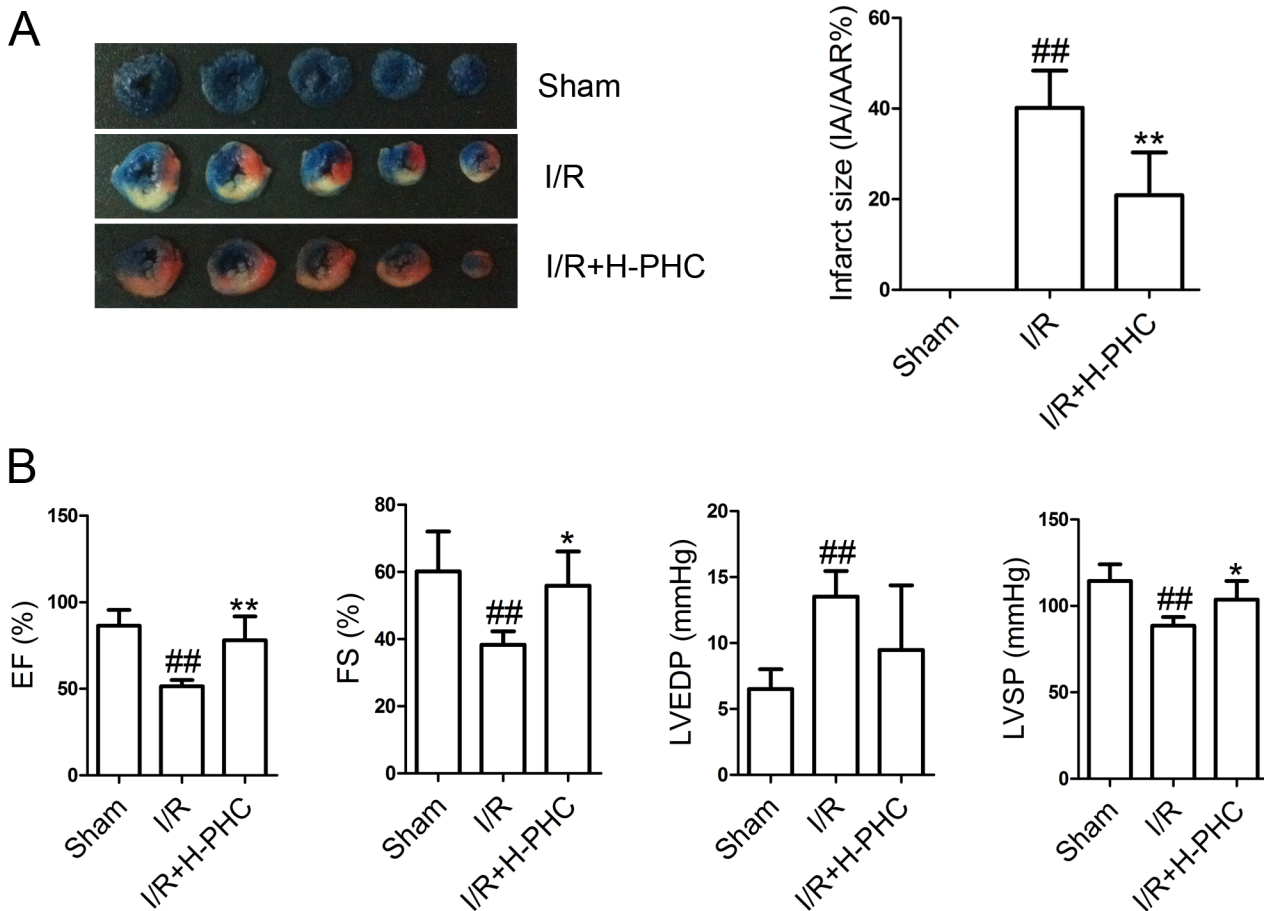 A
Sham
I/R
I/R+H-PHC
Infarct size (IA/AAR%)
60
40
20
0
##
**
Sham
I/R
I/R+H-PHC
B
EF (%)
150
100
50
0
##
**
Sham
I/R
I/R+H-PHC
FS (%)
80
60
40
20
0
##
*
Sham
I/R
I/R+H-PHC
LVEDP (mmHg)
20
15
10
5
0
##
Sham
I/R
I/R+H-PHC
LVSP (mmHg)
150
100
50
0
##
*
Sham
I/R
I/R+H-PHC